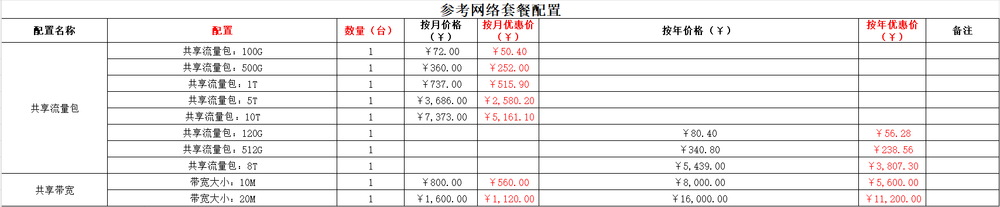 参考网络套餐配置
配置名称 配置 数量（台） 按月价格（￥） 按月优惠价（￥） 按年价格（￥） 按年优惠价（￥） 备注
共享流量包
共享流量包：100G 1 ￥72.00 ￥50.40
共享流量包：500G 1 ￥360.00 ￥252.00
共享流量包：1T 1 ￥737.00 ￥515.90
共享流量包：5T 1 ￥3,686.00 ￥2,580.20
共享流量包：10T 1 ￥7,373.00 ￥5,161.10
共享流量包：120G 1 ￥80.40 ￥56.28
共享流量包：512G 1 ￥340.80 ￥238.56
共享流量包：8T 1 ￥5,439.00 ￥3,807.30
共享带宽
带宽大小：10M 1 ￥800.00 ￥560.00 ￥8,000.00 ￥5,600.00
带宽大小：20M 1 ￥1,600.00 ￥1,120.00 ￥16,000.00 ￥11,200.00